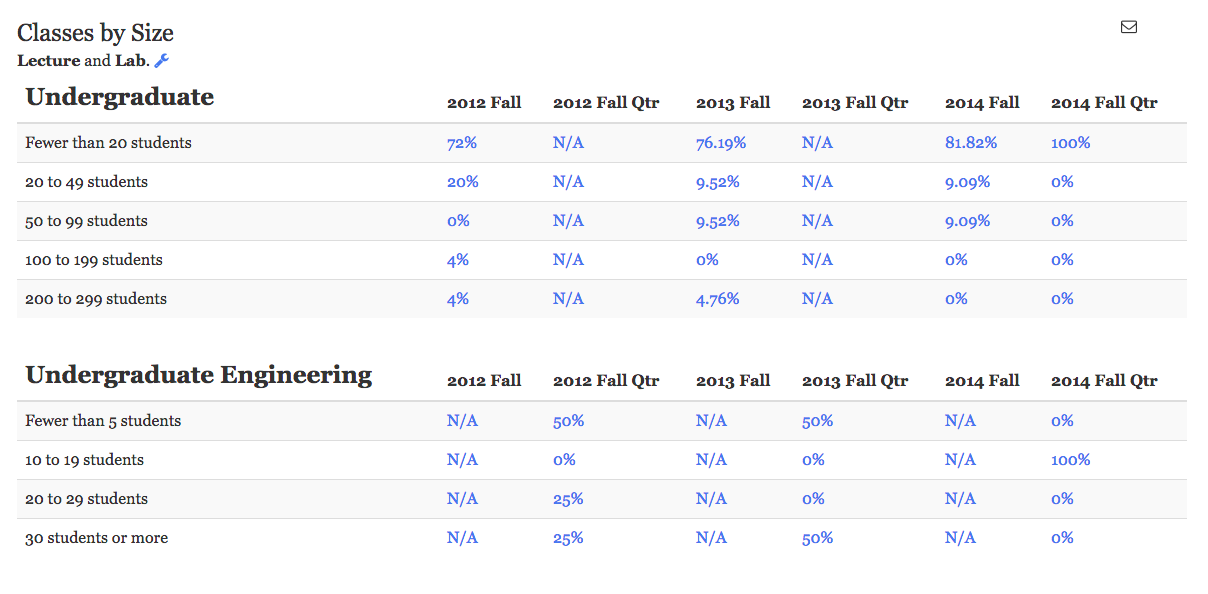 Classes by Size
Lecture and Lab.
Undergraduate 2012 Fall 2012 Fall Qtr 2013 Fall 2013 Fall Qtr 2014 Fall 2014 Fall Qtr
Fewer than 20 students 72% N/A 76.19% N/A 81.82% 100%
20 to 49 students 20% N/A 9.52% N/A 9.09% 0%
50 to 99 students 0% N/A 9.52% N/A 9.09% 0%
100 to 199 students 4% N/A 0% N/A 0% 0%
200 to 299 students 4% N/A 4.76% N/A 0% 0%
Undergraduate Engineering 2012 Fall 2012 Fall Qtr 2013 Fall 2013 Fall Qtr 2014 Fall 2014 Fall Qtr
Fewer than 5 students N/A 50% N/A 50% N/A 0%
10 to 19 students N/A 0% N/A 0% N/A 100%
20 to 29 students N/A 25% N/A 0% N/A 0%
30 students or more N/A 25% N/A 50% N/A 0%